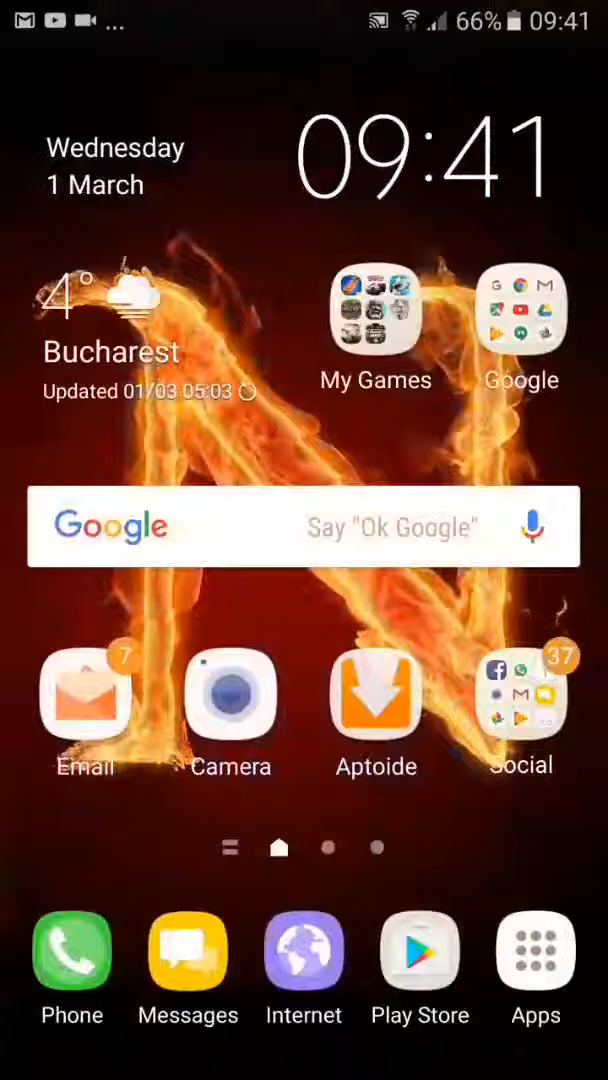 ... 66% 09:41
Wednesday
1 March
09:41
4°
Bucharest
Updated 01/03 05:03
My Games
Google
Google Say "Ok Google"
7
37
Email
Camera
Aptoide
Social
Phone
Messages
Internet
Play Store
Apps